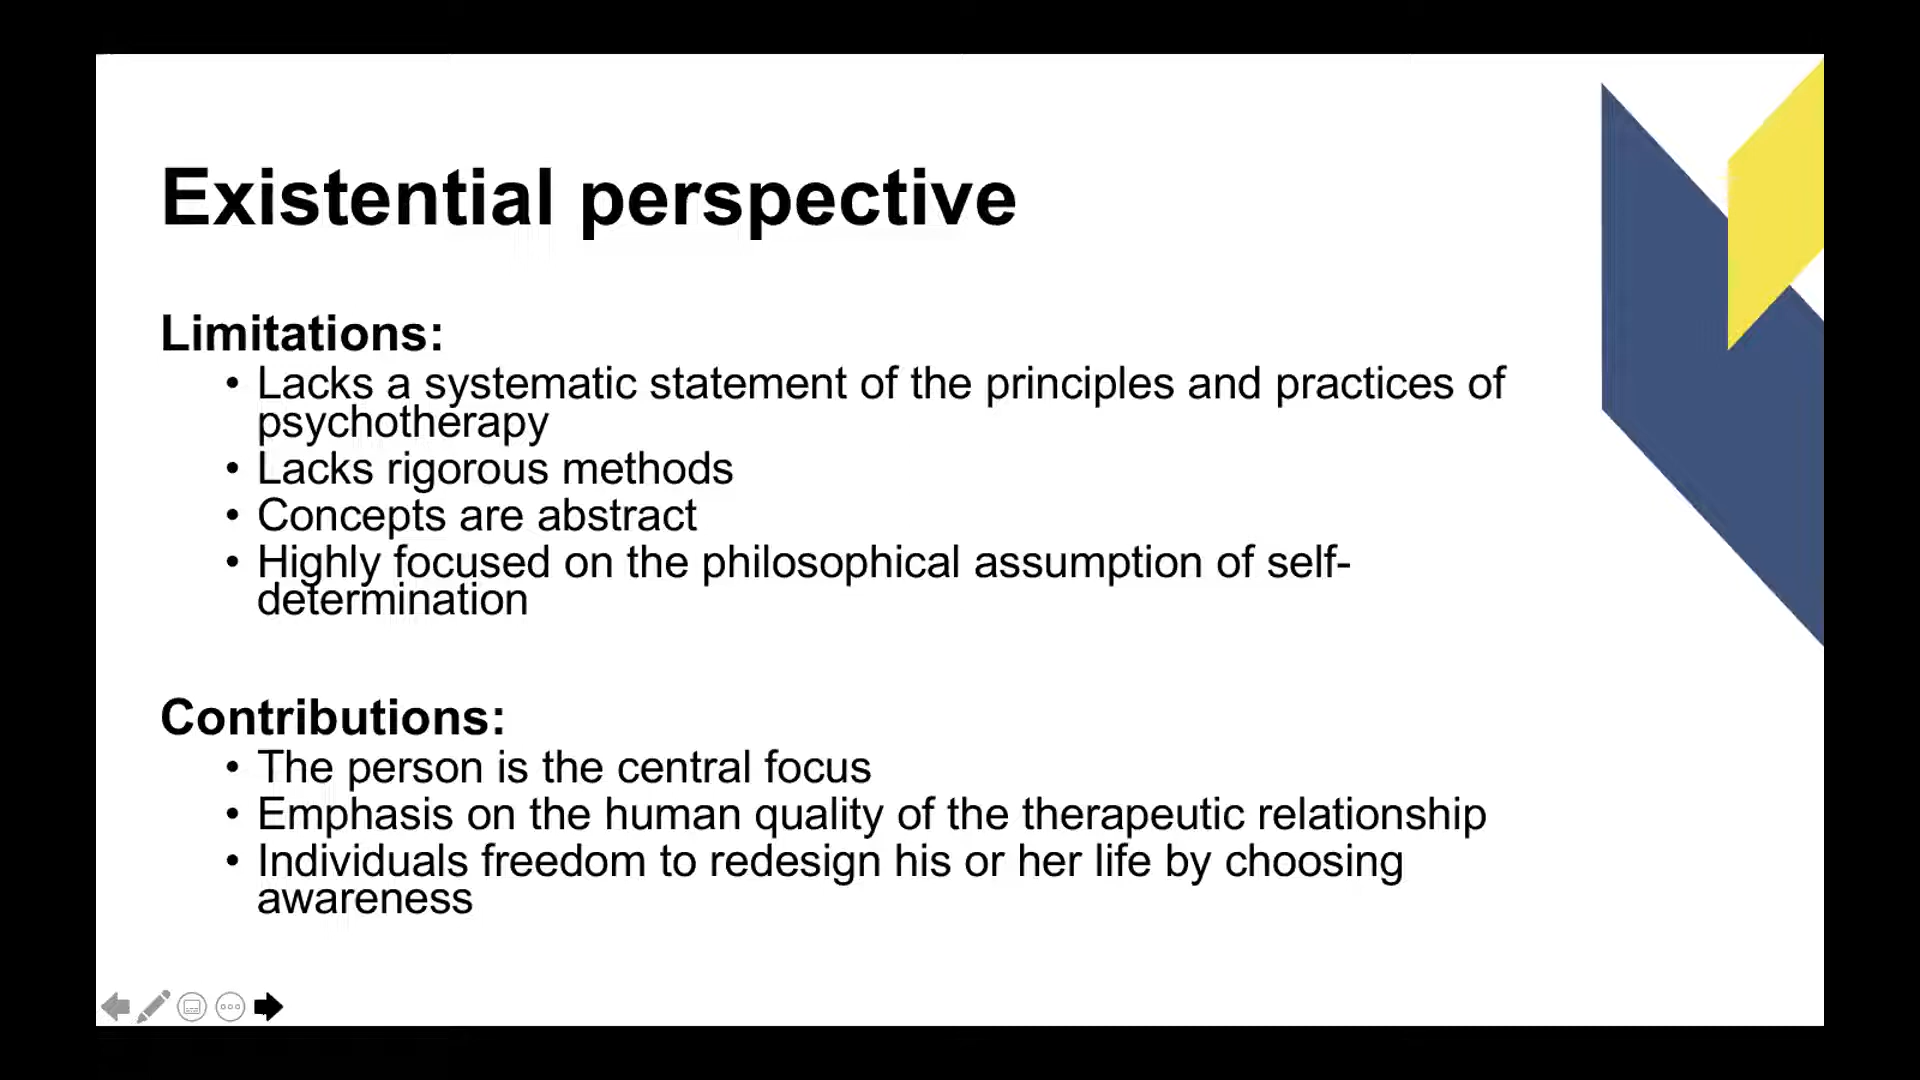 Existential perspective
Limitations:
• Lacks a systematic statement of the principles and practices of
psychotherapy
• Lacks rigorous methods
• Concepts are abstract
• Highly focused on the philosophical assumption of self-
determination
Contributions:
• The person is the central focus
• Emphasis on the human quality of the therapeutic relationship
• Individuals freedom to redesign his or her life by choosing
awareness